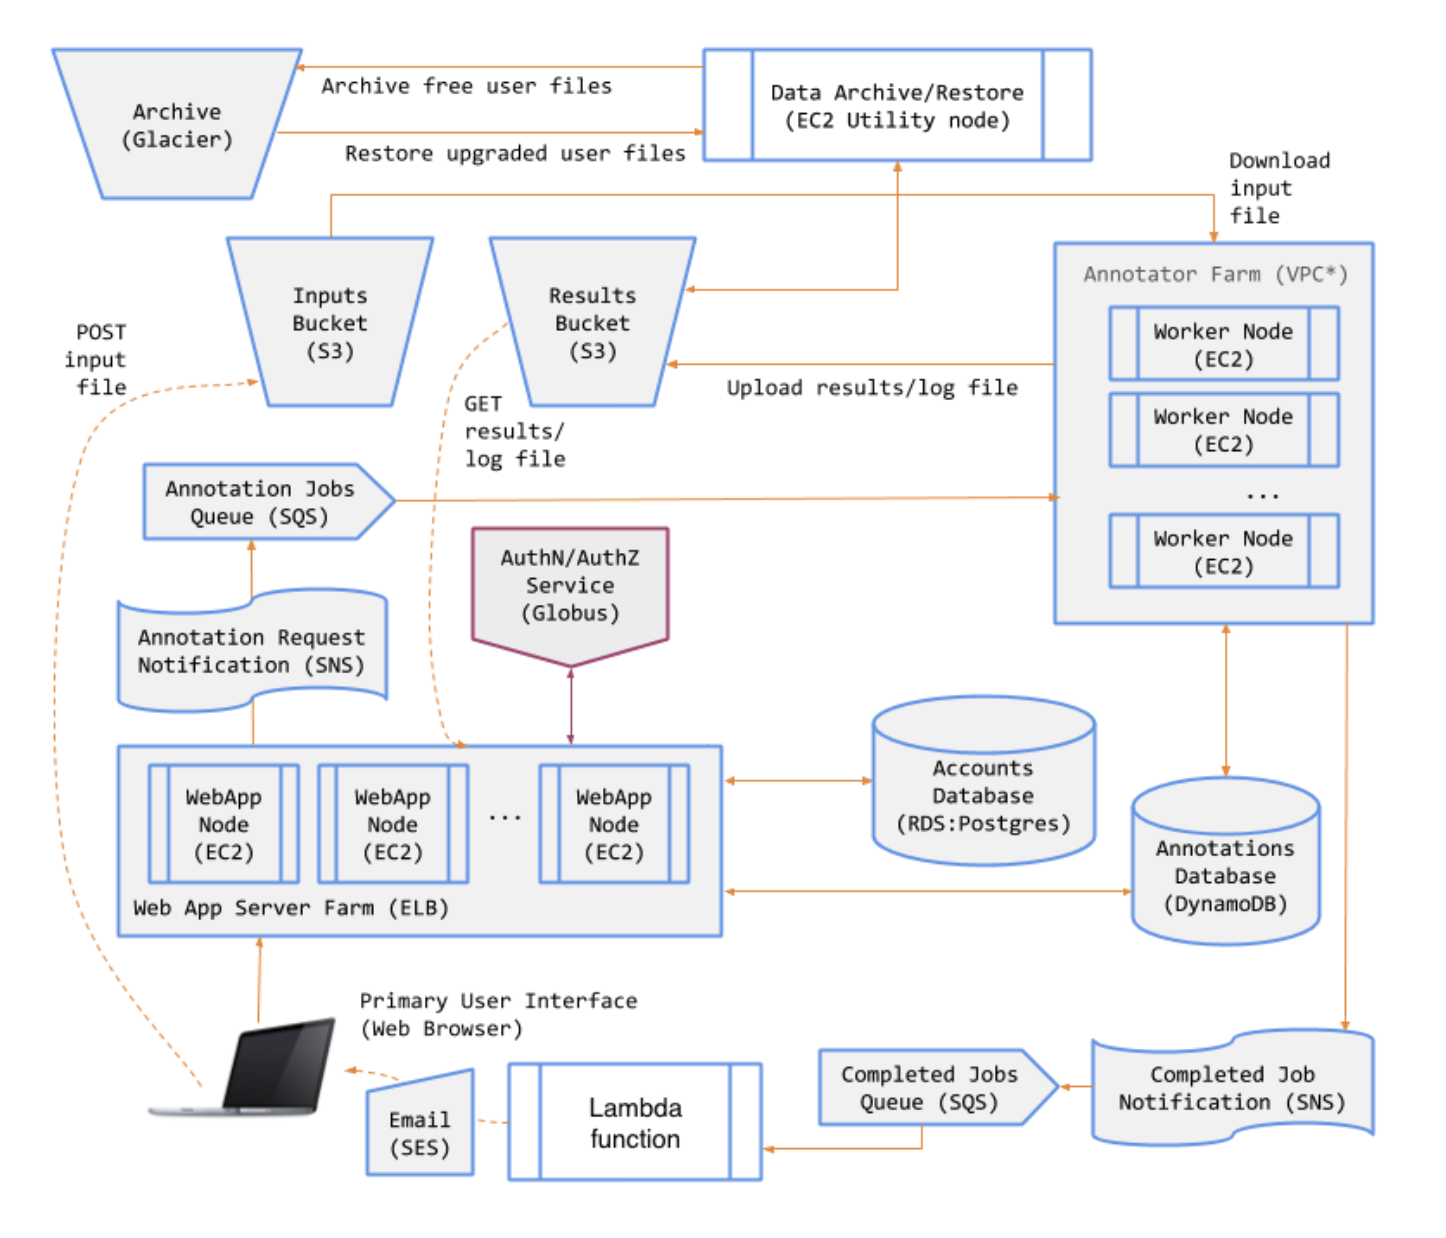 Archive
(Glacier)
Archive free user files
Restore upgraded user files
Data Archive/Restore
(EC2 Utility node)
Download
input
file
Inputs
Bucket
(S3)
Results
Bucket
(S3)
Annotator Farm (VPC*)
Worker Node
(EC2)
Worker Node
(EC2)
...
Worker Node
(EC2)
POST
input
file
GET
results/
log file
Upload results/log file
Annotation Jobs
Queue (SQS)
AuthN/AuthZ
Service
(Globus)
Annotation Request
Notification (SNS)
WebApp
Node
(EC2)
WebApp
Node
(EC2)
...
WebApp
Node
(EC2)
Web App Server Farm (ELB)
Accounts
Database
(RDS:Postgres)
Annotations
Database
(DynamoDB)
Primary User Interface
(Web Browser)
Email
(SES)
Lambda
function
Completed Jobs
Queue (SQS)
Completed Job
Notification (SNS)